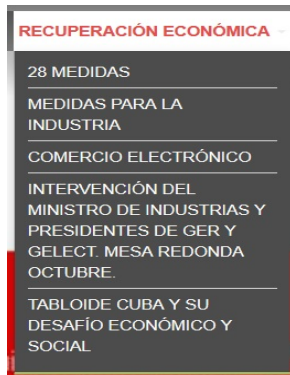 RECUPERACIÓN ECONÓMICA
28 MEDIDAS
MEDIDAS PARA LA
INDUSTRIA
COMERCIO ELECTRÓNICO
INTERVENCIÓN DEL
MINISTRO DE INDUSTRIAS Y
PRESIDENTES DE GER Y
GELECT. MESA REDONDA
OCTUBRE.
TABLOIDE CUBA Y SU
DESAFÍO ECONÓMICO Y
SOCIAL